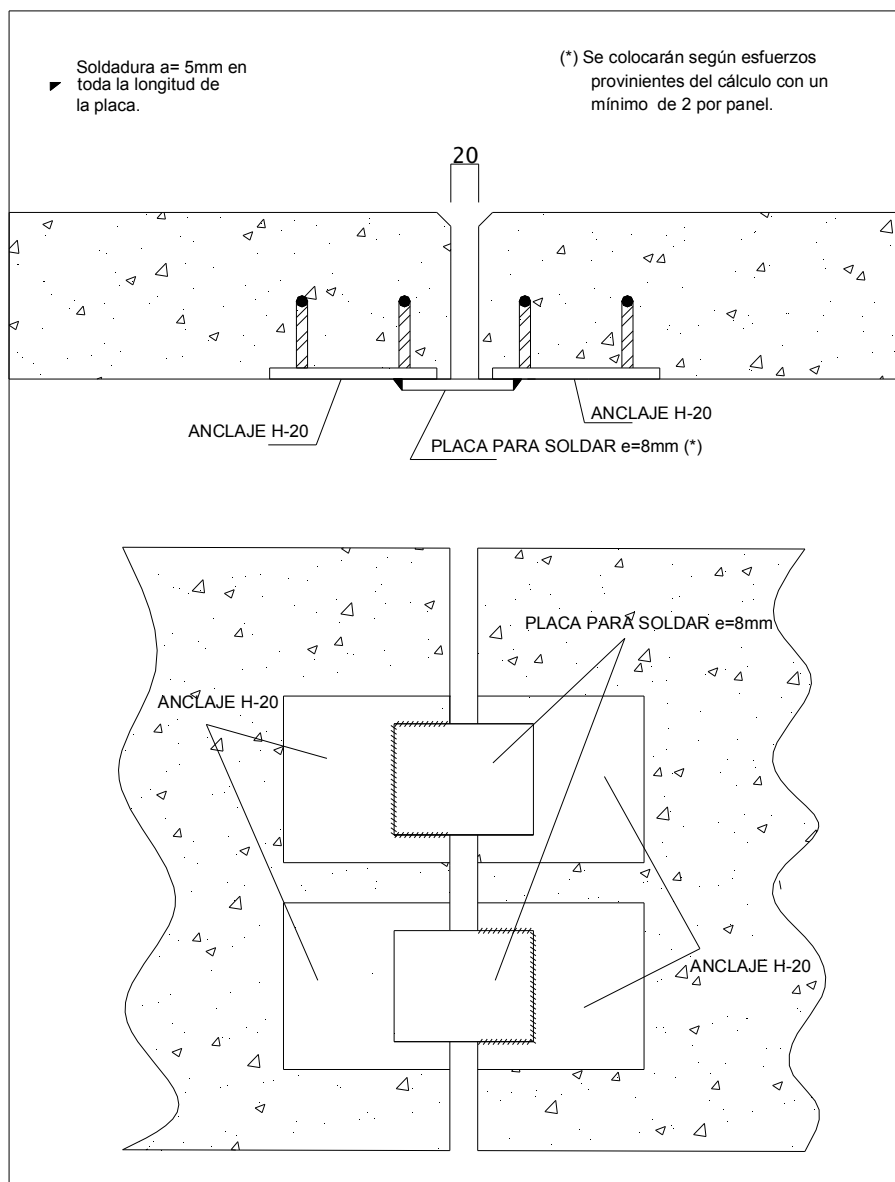 Soldadura a= 5mm en
toda la longitud de
la placa.
(*) Se colocarán según esfuerzos
provinientes del cálculo con un
mínimo de 2 por panel.
20
ANCLAJE H-20
ANCLAJE H-20
PLACA PARA SOLDAR e=8mm (*)
PLACA PARA SOLDAR e=8mm
ANCLAJE H-20
ANCLAJE H-20